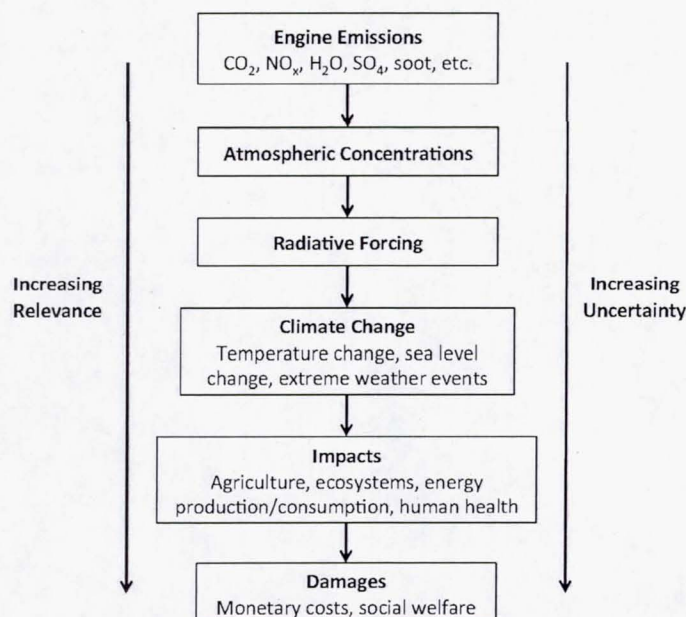 Engine Emissions
CO₂, NOₓ, H₂O, SO₄, soot, etc.
Atmospheric Concentrations
Radiative Forcing
Increasing
Relevance
Increasing
Uncertainty
Climate Change
Temperature change, sea level
change, extreme weather events
Impacts
Agriculture, ecosystems, energy
production/consumption, human health
Damages
Monetary costs, social welfare